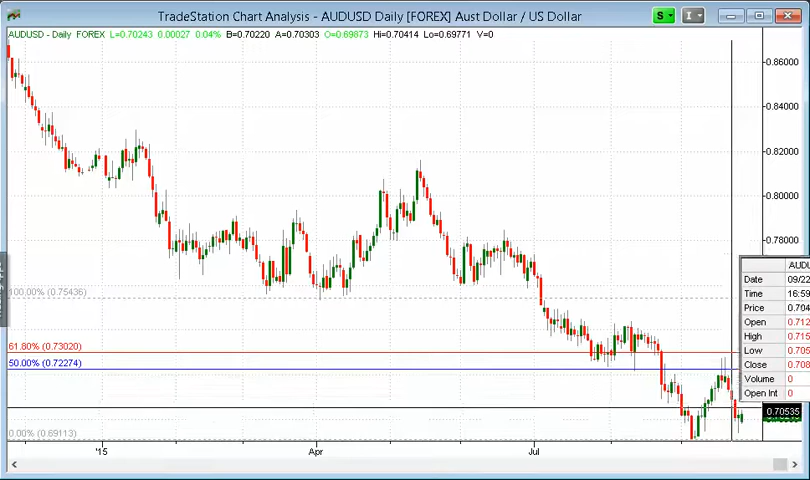 TradeStation Chart Analysis - AUDUSD Daily [FOREX] Aust Dollar / US Dollar
S
I
AUDUSD - Daily FOREX L=0.70243 0.00027 0.04% B=0.70220 A=0.70303 O=0.69873 Hi=0.70414 Lo=0.69771 V=0
0.86000
0.84000
0.82000
0.80000
0.78000
100.00% (0.75436)
61.80% (0.73020)
50.00% (0.72274)
0.00% (0.69113)
AUDU
Date 09/22
Time 16:59
Price 0.704
Open 0.712
High 0.715
Low 0.705
Close 0.708
Volume 0
Open Int 0
0.70535
'15 Apr Jul